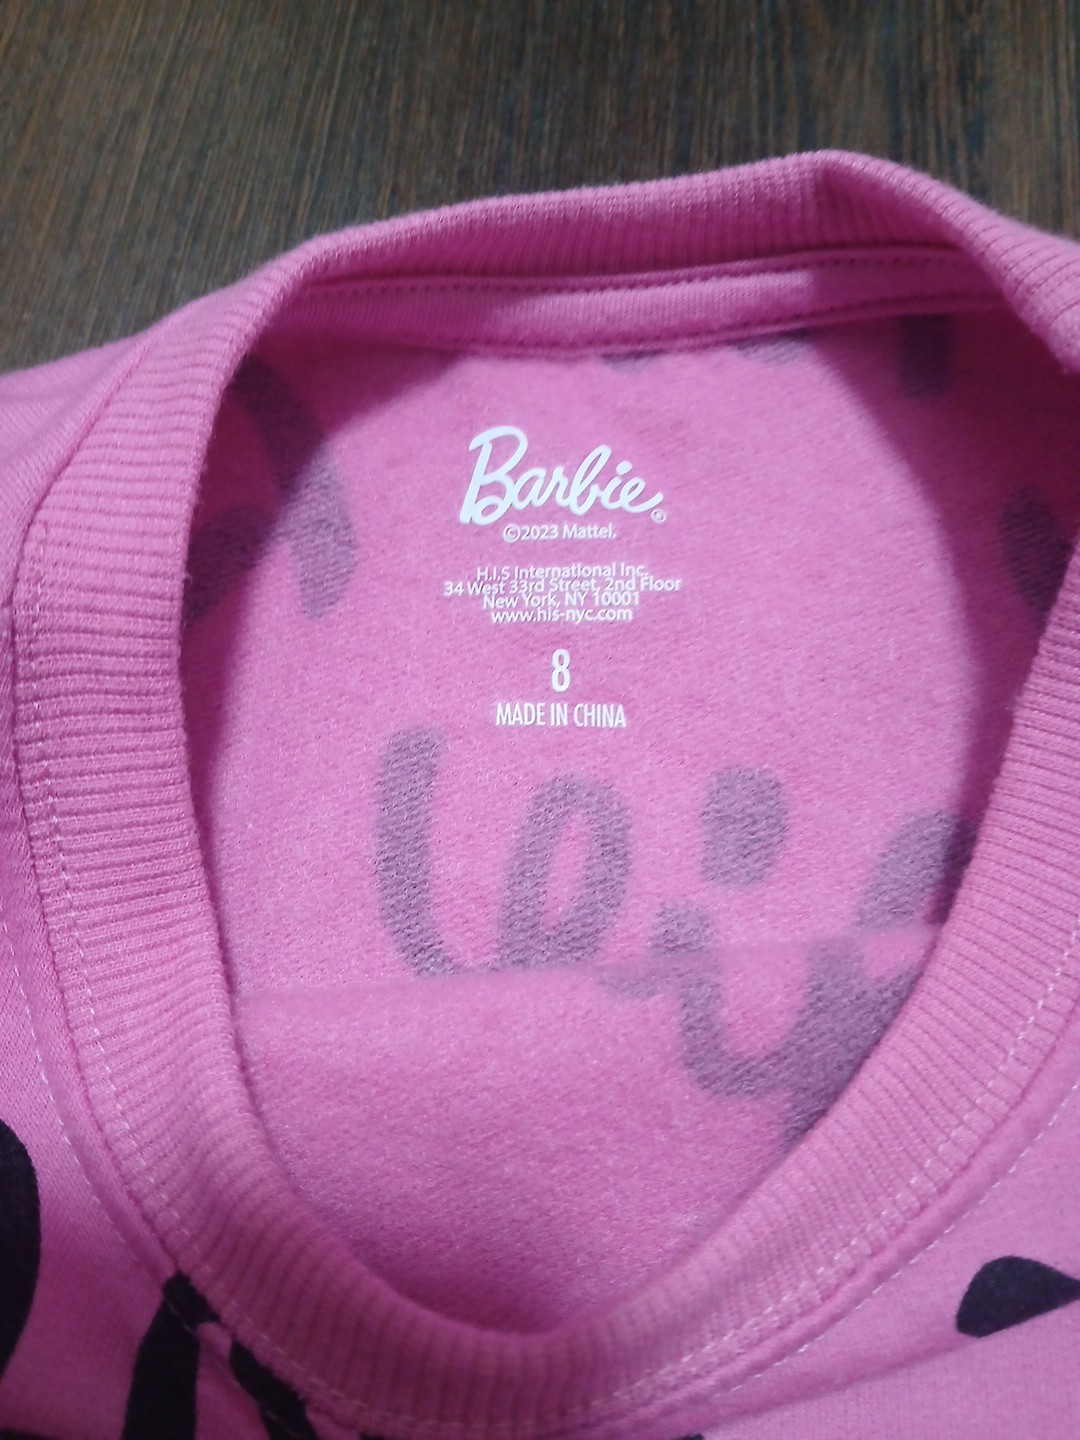 Barbie®
©2023 Mattel.
H.I.S International Inc.
34 West 33rd Street, 2nd Floor
New York, NY 10001
www.his-nyc.com
8
MADE IN CHINA